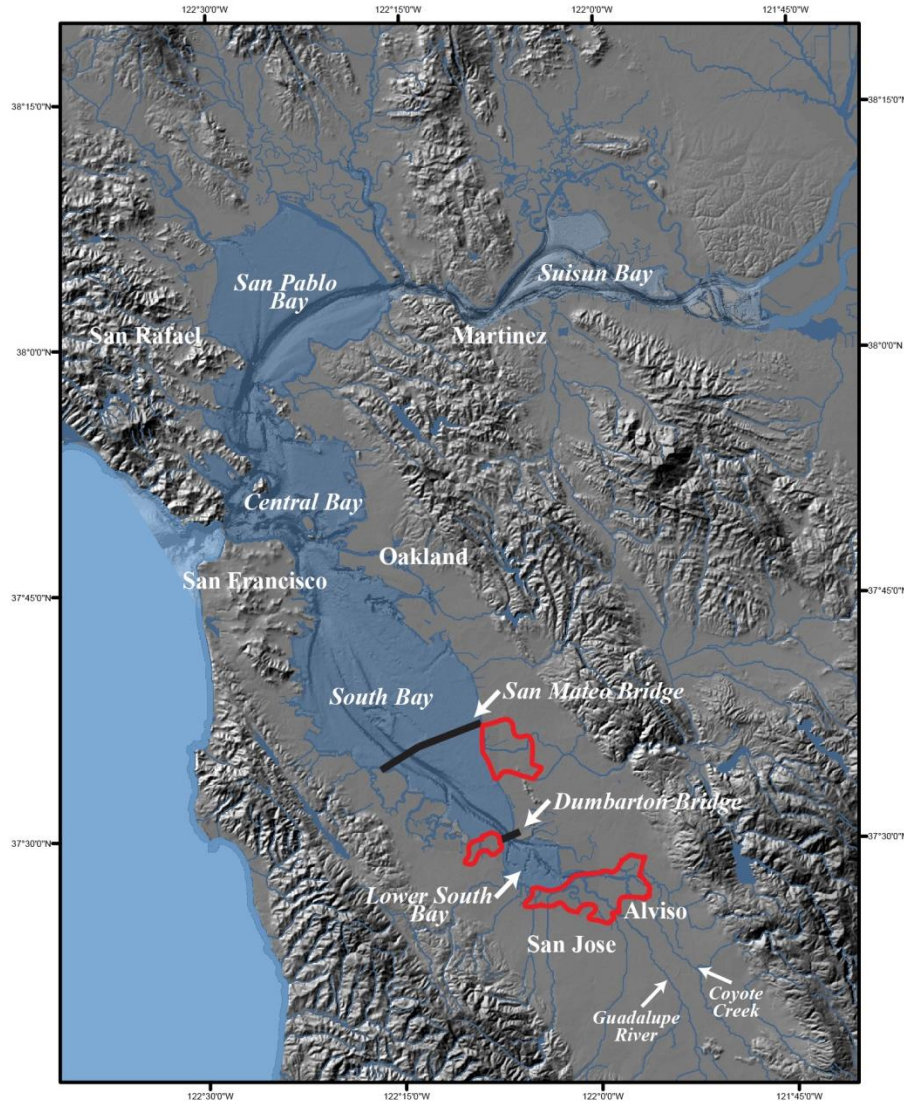 122°30'0"W
122°15'0"W
122°0'0"W
121°45'0"W
38°15'0"N
38°15'0"N
San Pablo
Bay
Suisun Bay
San Rafael
Martinez
38°0'0"N
38°0'0"N
Central Bay
Oakland
San Francisco
37°45'0"N
37°45'0"N
South Bay
San Mateo Bridge
Dumbarton Bridge
37°30'0"N
37°30'0"N
Lower South
Bay
Alviso
San Jose
Coyote
Creek
Guadalupe
River
122°30'0"W
122°15'0"W
122°0'0"W
121°45'0"W